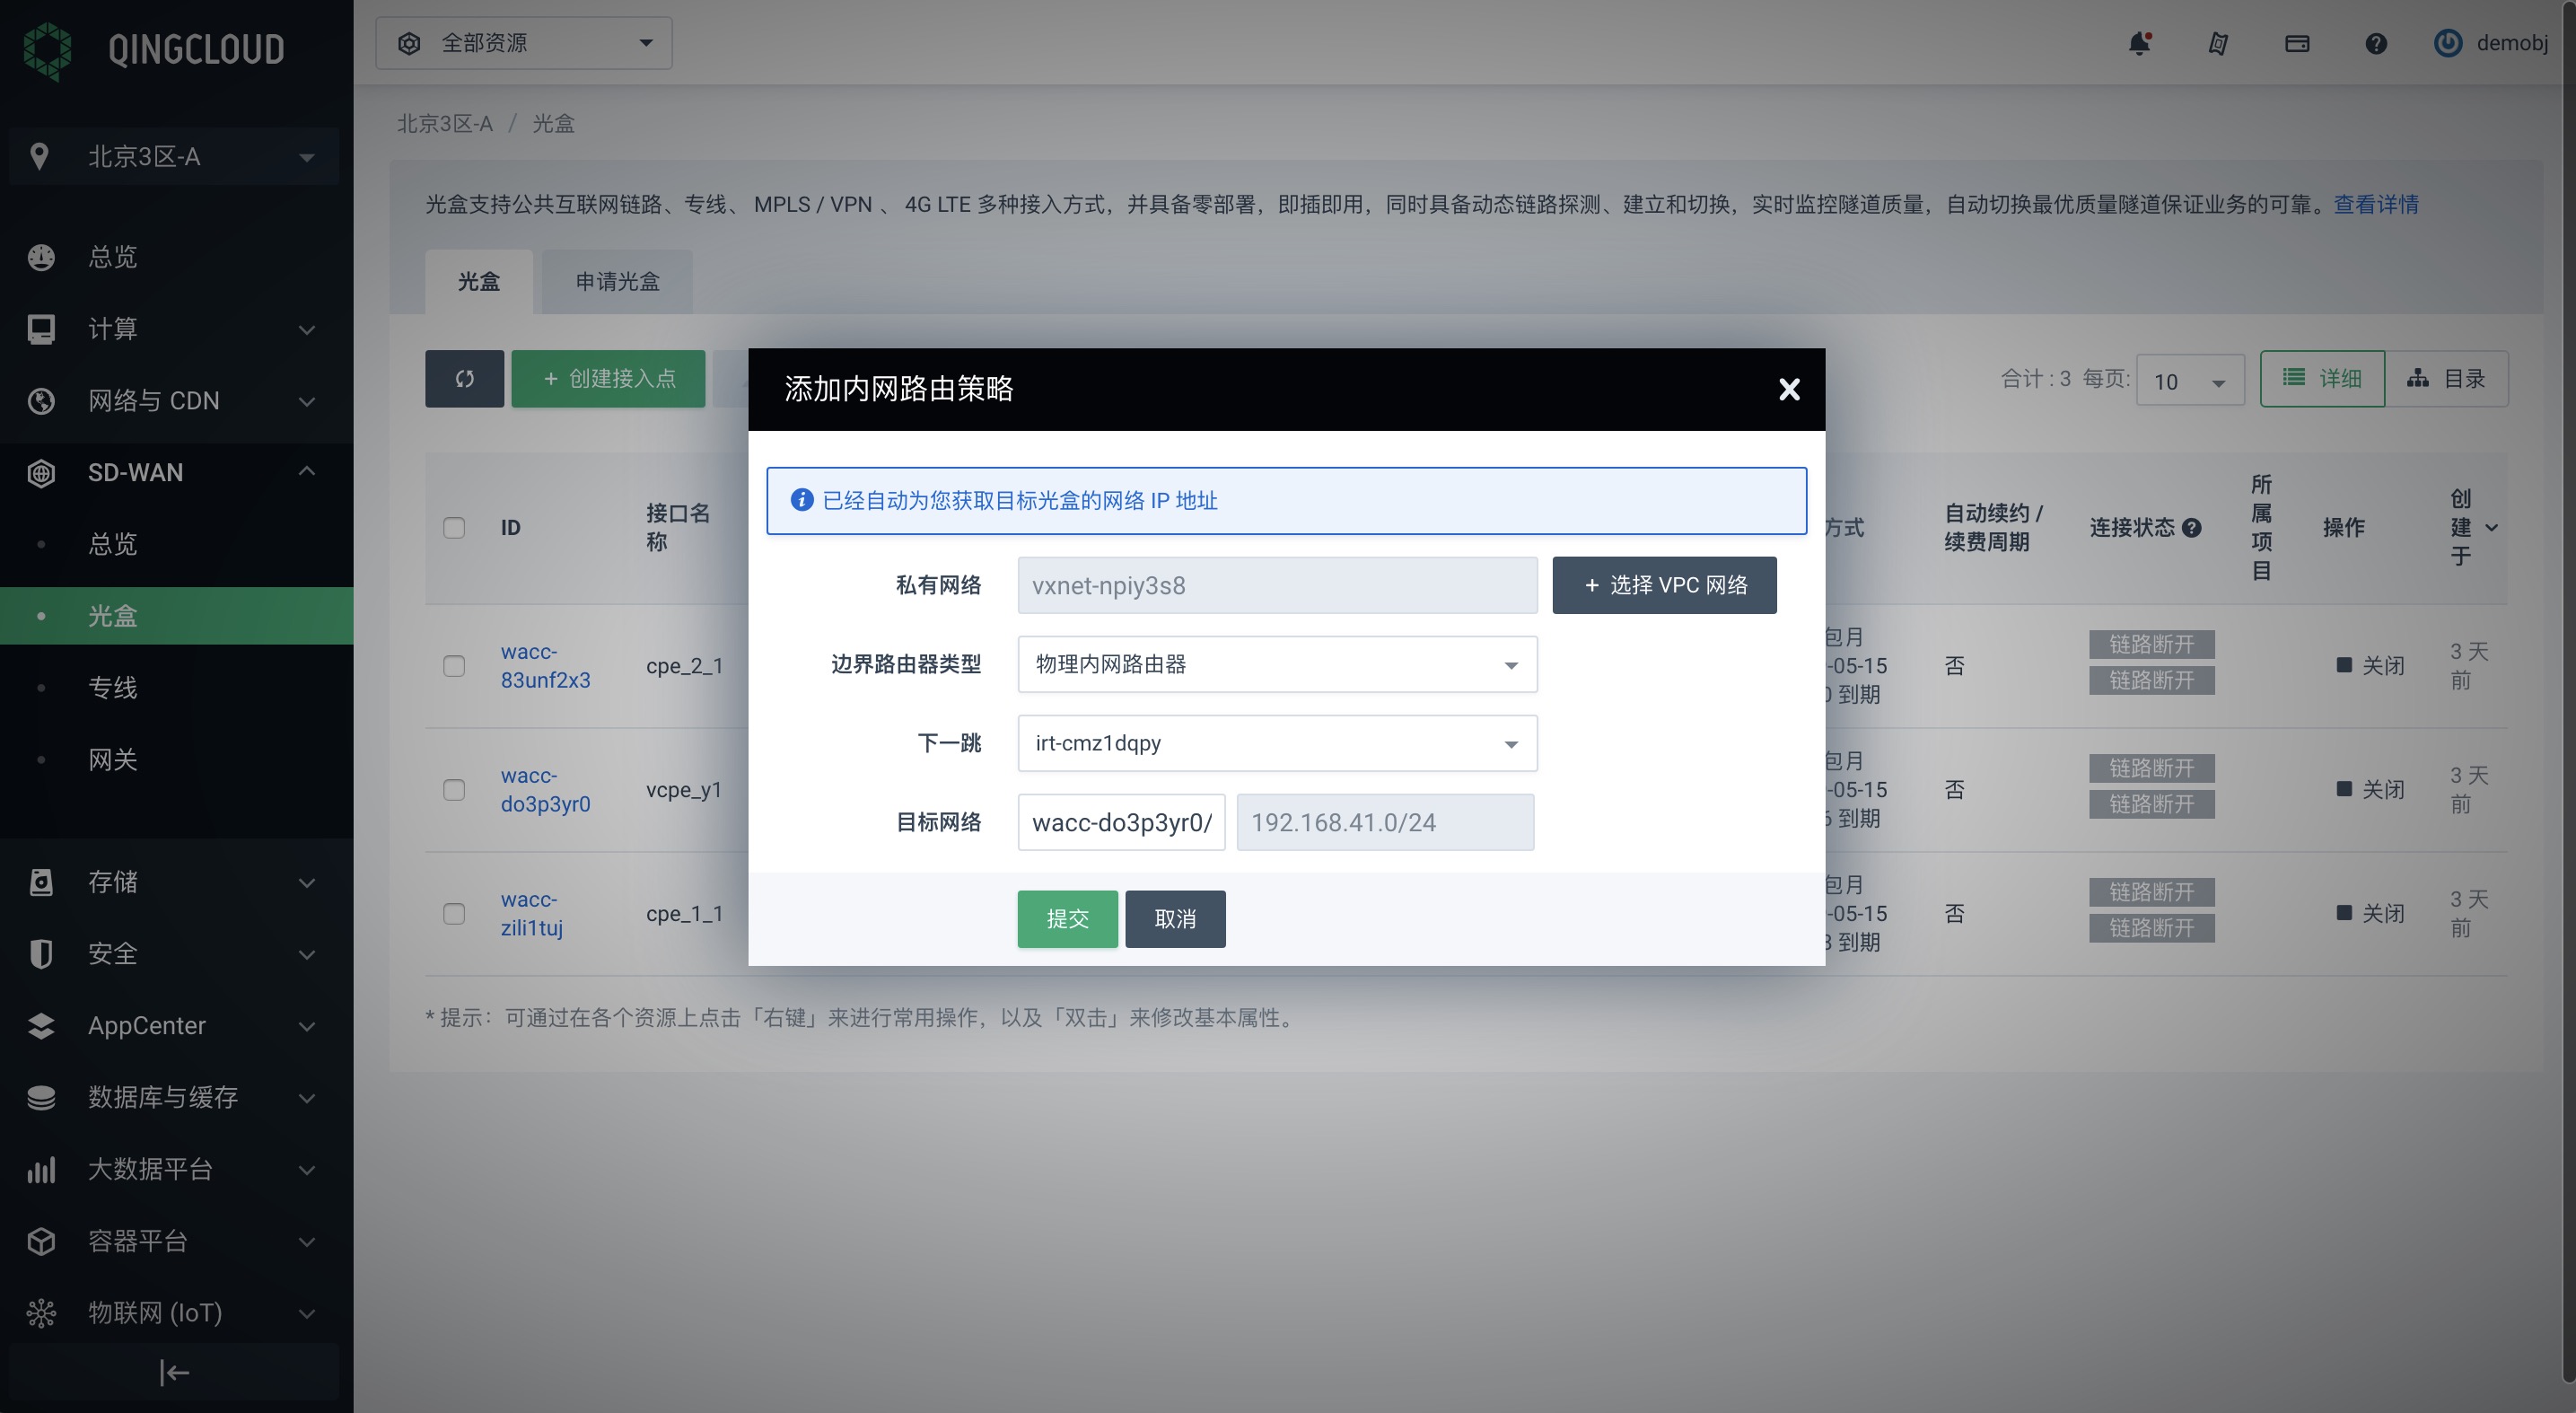 QINGCLOUD
全部资源
demobj
北京3区-A
北京3区-A / 光盒
光盒支持公共互联网链路、专线、 MPLS / VPN 、 4G LTE 多种接入方式，并具备零部署，即插即用，同时具备动态链路探测、建立和切换，实时监控隧道质量，自动切换最优质量隧道保证业务的可靠。查看详情
光盒
申请光盒
总览
计算
网络与 CDN
SD-WAN
总览
光盒
专线
网关
存储
安全
AppCenter
数据库与缓存
大数据平台
容器平台
物联网 (IoT)
+ 创建接入点
合计 : 3 每页:
10
详细
目录
ID
接口名
称
方式
自动续约 /
续费周期
连接状态
所
属
项
目
操作
创
建
于
wacc-
83unf2x3
cpe_2_1
包月
-05-15
到期
否
链路断开
链路断开
关闭
3 天
前
wacc-
do3p3yr0
vcpe_y1
包月
-05-15
到期
否
链路断开
链路断开
关闭
3 天
前
wacc-
zili1tuj
cpe_1_1
包月
-05-15
到期
否
链路断开
链路断开
关闭
3 天
前
* 提示：可通过在各个资源上点击「右键」来进行常用操作，以及「双击」来修改基本属性。
添加内网路由策略
已经自动为您获取目标光盒的网络 IP 地址
私有网络
vxnet-npiy3s8
+ 选择 VPC 网络
边界路由器类型
物理内网路由器
下一跳
irt-cmz1dqpy
目标网络
wacc-do3p3yr0/
192.168.41.0/24
提交
取消